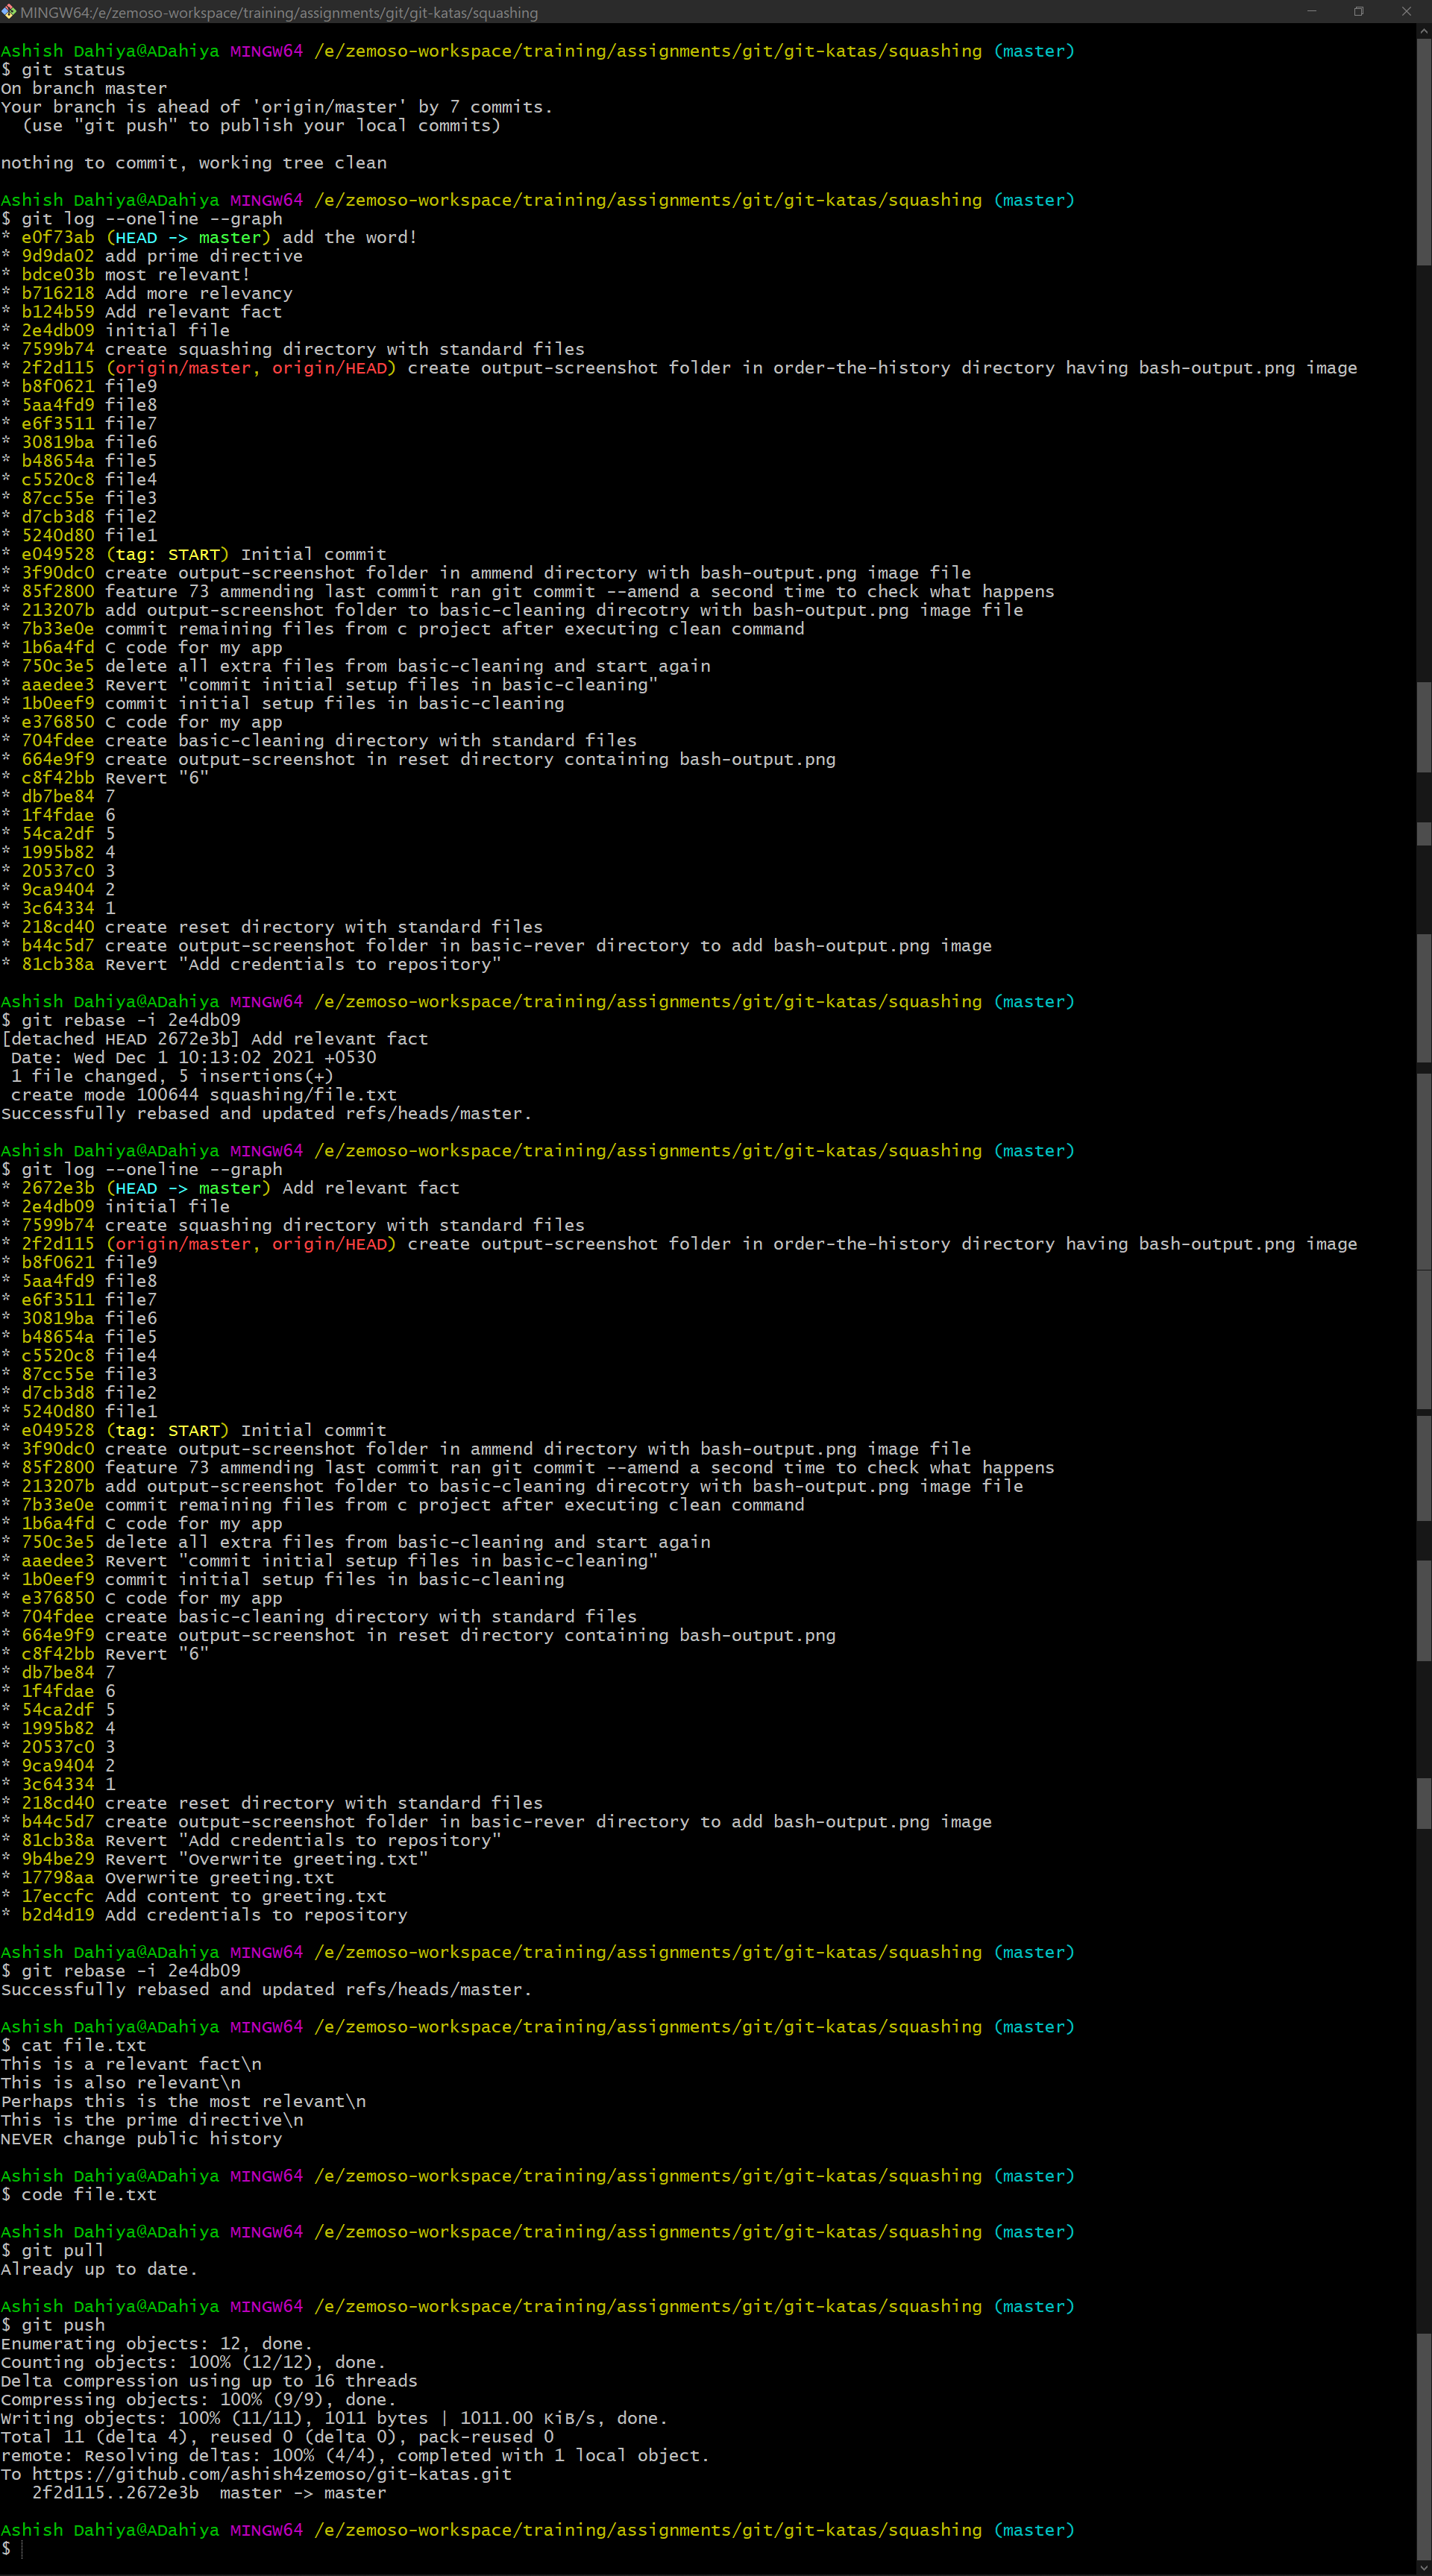 MINGW64:/e/zemoso-workspace/training/assignments/git/git-katas/squashing
Ashish Dahiya@ADahiya MINGW64 /e/zemoso-workspace/training/assignments/git/git-katas/squashing (master)
$ git status
On branch master
Your branch is ahead of 'origin/master' by 7 commits.
  (use "git push" to publish your local commits)
nothing to commit, working tree clean
Ashish Dahiya@ADahiya MINGW64 /e/zemoso-workspace/training/assignments/git/git-katas/squashing (master)
$ git log --oneline --graph
* e0f73ab (HEAD -> master) add the word!
* 9d9da02 add prime directive
* bdce03b most relevant!
* b716218 Add more relevancy
* b124b59 Add relevant fact
* 2e4db09 initial file
* 7599b74 create squashing directory with standard files
* 2f2d115 (origin/master, origin/HEAD) create output-screenshot folder in order-the-history directory having bash-output.png image
* b8f0621 file9
* 5aa4fd9 file8
* e6f3511 file7
* 30819ba file6
* b48654a file5
* c5520c8 file4
* 87cc55e file3
* d7cb3d8 file2
* 5240d80 file1
* e049528 (tag: START) Initial commit
* 3f90dc0 create output-screenshot folder in ammend directory with bash-output.png image file
* 85f2800 feature 73 ammending last commit ran git commit --amend a second time to check what happens
* 213207b add output-screenshot folder to basic-cleaning direcotry with bash-output.png image file
* 7b33e0e commit remaining files from c project after executing clean command
* 1b6a4fd C code for my app
* 750c3e5 delete all extra files from basic-cleaning and start again
* aaedee3 Revert "commit initial setup files in basic-cleaning"
* 1b0eef9 commit initial setup files in basic-cleaning
* e376850 C code for my app
* 704fdee create basic-cleaning directory with standard files
* 664e9f9 create output-screenshot in reset directory containing bash-output.png
* c8f42bb Revert "6"
* db7be84 7
* 1f4fdae 6
* 54ca2df 5
* 1995b82 4
* 20537c0 3
* 9ca9404 2
* 3c64334 1
* 218cd40 create reset directory with standard files
* b44c5d7 create output-screenshot folder in basic-rever directory to add bash-output.png image
* 81cb38a Revert "Add credentials to repository"
Ashish Dahiya@ADahiya MINGW64 /e/zemoso-workspace/training/assignments/git/git-katas/squashing (master)
$ git rebase -i 2e4db09
[detached HEAD 2672e3b] Add relevant fact
 Date: Wed Dec 1 10:13:02 2021 +0530
 1 file changed, 5 insertions(+)
 create mode 100644 squashing/file.txt
Successfully rebased and updated refs/heads/master.
Ashish Dahiya@ADahiya MINGW64 /e/zemoso-workspace/training/assignments/git/git-katas/squashing (master)
$ git log --oneline --graph
* 2672e3b (HEAD -> master) Add relevant fact
* 2e4db09 initial file
* 7599b74 create squashing directory with standard files
* 2f2d115 (origin/master, origin/HEAD) create output-screenshot folder in order-the-history directory having bash-output.png image
* b8f0621 file9
* 5aa4fd9 file8
* e6f3511 file7
* 30819ba file6
* b48654a file5
* c5520c8 file4
* 87cc55e file3
* d7cb3d8 file2
* 5240d80 file1
* e049528 (tag: START) Initial commit
* 3f90dc0 create output-screenshot folder in ammend directory with bash-output.png image file
* 85f2800 feature 73 ammending last commit ran git commit --amend a second time to check what happens
* 213207b add output-screenshot folder to basic-cleaning direcotry with bash-output.png image file
* 7b33e0e commit remaining files from c project after executing clean command
* 1b6a4fd C code for my app
* 750c3e5 delete all extra files from basic-cleaning and start again
* aaedee3 Revert "commit initial setup files in basic-cleaning"
* 1b0eef9 commit initial setup files in basic-cleaning
* e376850 C code for my app
* 704fdee create basic-cleaning directory with standard files
* 664e9f9 create output-screenshot in reset directory containing bash-output.png
* c8f42bb Revert "6"
* db7be84 7
* 1f4fdae 6
* 54ca2df 5
* 1995b82 4
* 20537c0 3
* 9ca9404 2
* 3c64334 1
* 218cd40 create reset directory with standard files
* b44c5d7 create output-screenshot folder in basic-rever directory to add bash-output.png image
* 81cb38a Revert "Add credentials to repository"
* 9b4be29 Revert "Overwrite greeting.txt"
* 17798aa Overwrite greeting.txt
* 17eccfc Add content to greeting.txt
* b2d4d19 Add credentials to repository
Ashish Dahiya@ADahiya MINGW64 /e/zemoso-workspace/training/assignments/git/git-katas/squashing (master)
$ git rebase -i 2e4db09
Successfully rebased and updated refs/heads/master.
Ashish Dahiya@ADahiya MINGW64 /e/zemoso-workspace/training/assignments/git/git-katas/squashing (master)
$ cat file.txt
This is a relevant fact\n
This is also relevant\n
Perhaps this is the most relevant\n
This is the prime directive\n
NEVER change public history
Ashish Dahiya@ADahiya MINGW64 /e/zemoso-workspace/training/assignments/git/git-katas/squashing (master)
$ code file.txt
Ashish Dahiya@ADahiya MINGW64 /e/zemoso-workspace/training/assignments/git/git-katas/squashing (master)
$ git pull
Already up to date.
Ashish Dahiya@ADahiya MINGW64 /e/zemoso-workspace/training/assignments/git/git-katas/squashing (master)
$ git push
Enumerating objects: 12, done.
Counting objects: 100% (12/12), done.
Delta compression using up to 16 threads
Compressing objects: 100% (9/9), done.
Writing objects: 100% (11/11), 1011 bytes | 1011.00 KiB/s, done.
Total 11 (delta 4), reused 0 (delta 0), pack-reused 0
remote: Resolving deltas: 100% (4/4), completed with 1 local object.
To https://github.com/ashish4zemoso/git-katas.git
   2f2d115..2672e3b  master -> master
Ashish Dahiya@ADahiya MINGW64 /e/zemoso-workspace/training/assignments/git/git-katas/squashing (master)
$